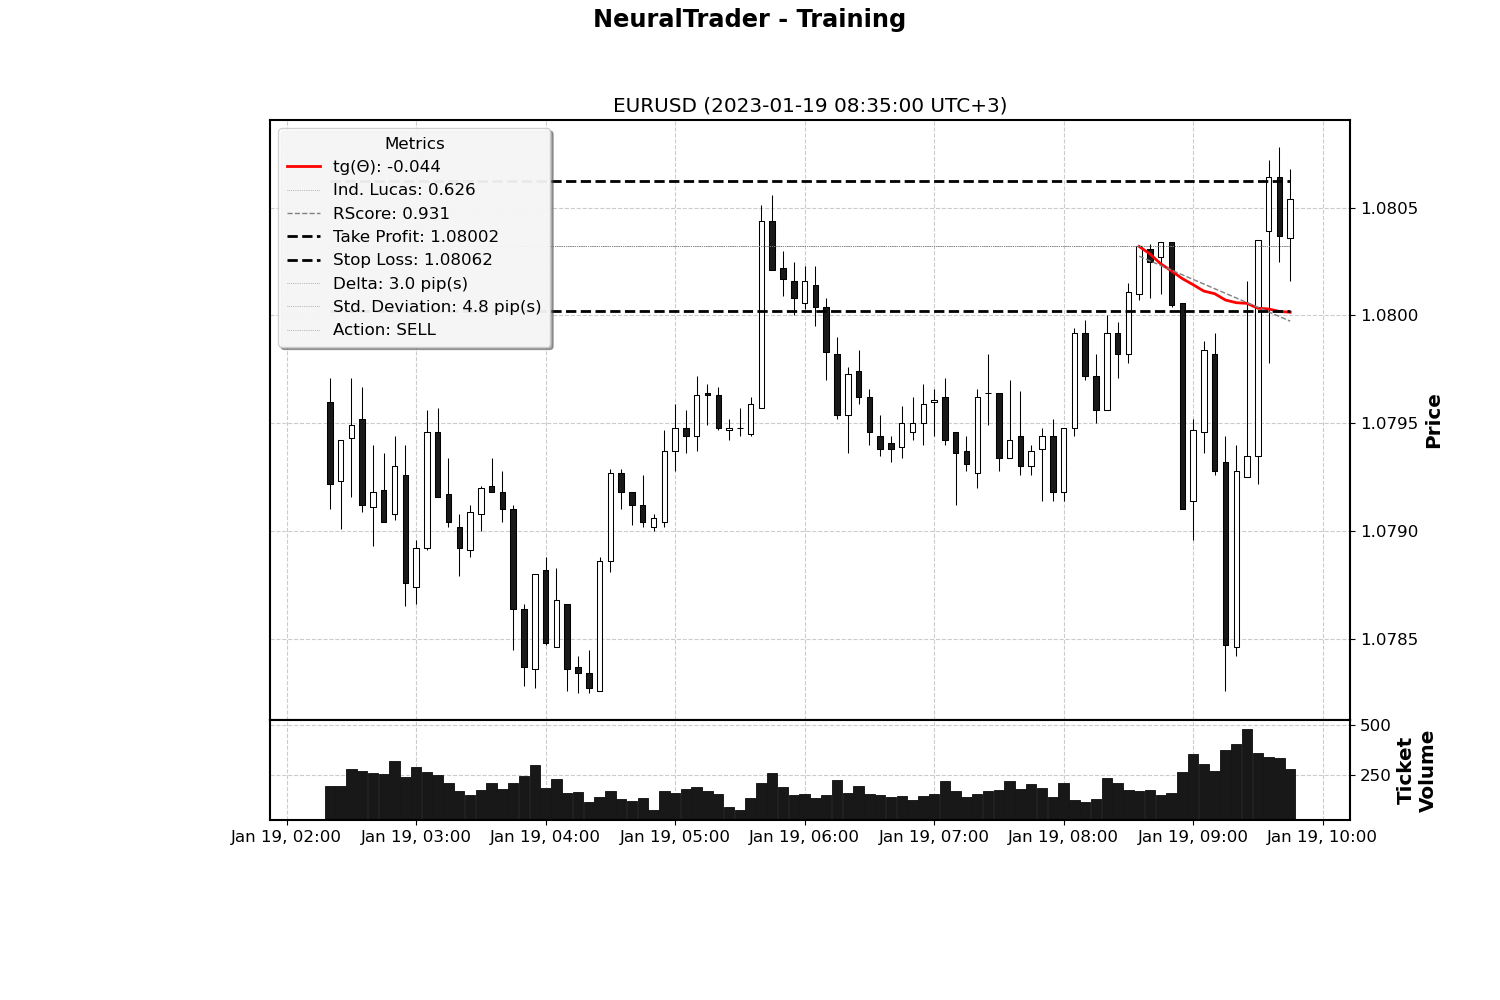 NeuralTrader - Training
EURUSD (2023-01-19 08:35:00 UTC+3)
Metrics
tg(Θ): -0.044
Ind. Lucas: 0.626
RScore: 0.931
Take Profit: 1.08002
Stop Loss: 1.08062
Delta: 3.0 pip(s)
Std. Deviation: 4.8 pip(s)
Action: SELL
1.0805
1.0800
1.0795
1.0790
1.0785
Price
500
250
Ticket
Volume
Jan 19, 02:00
Jan 19, 03:00
Jan 19, 04:00
Jan 19, 05:00
Jan 19, 06:00
Jan 19, 07:00
Jan 19, 08:00
Jan 19, 09:00
Jan 19, 10:00